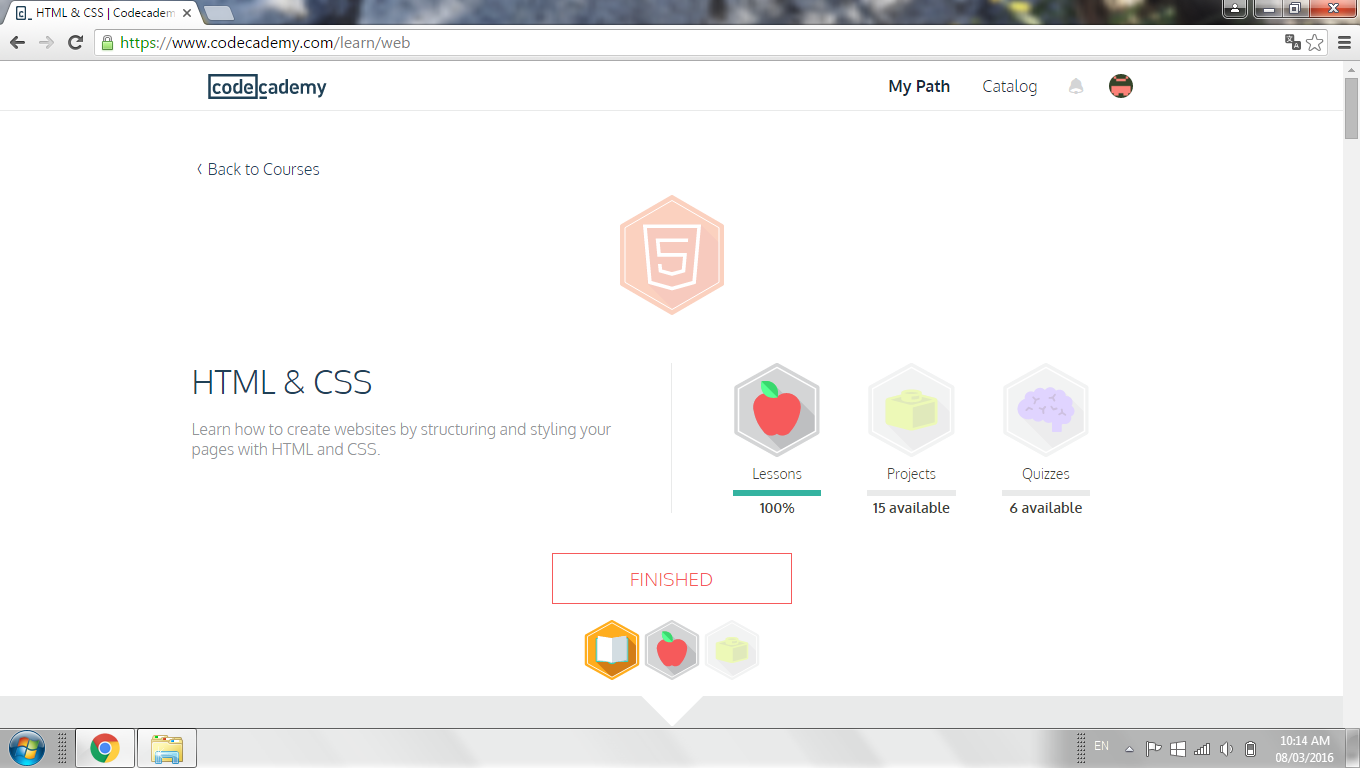 HTML & CSS | Codecadem
https://www.codecademy.com/learn/web
codecademy
My Path
Catalog
Back to Courses
HTML & CSS
Learn how to create websites by structuring and styling your
pages with HTML and CSS.
Lessons
Projects
Quizzes
100%
15 available
6 available
FINISHED
EN
10:14 AM
08/03/2016